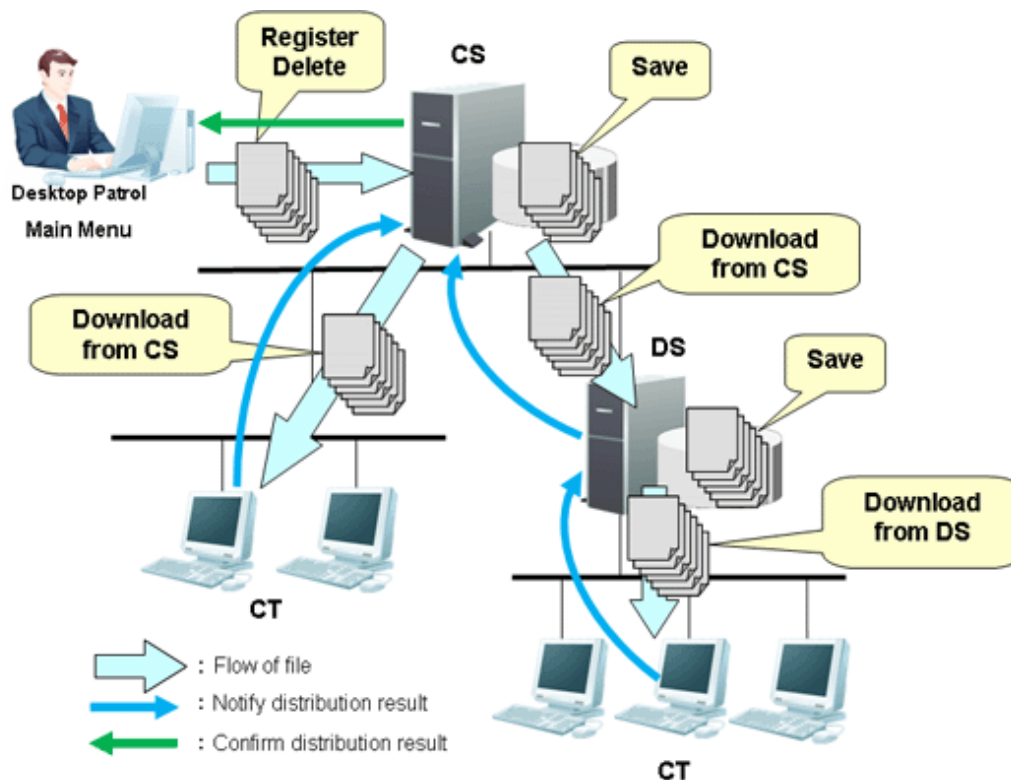 Register
Delete
CS
Save
Desktop Patrol
Main Menu
Download
from CS
Download
from CS
DS
Save
Download
from DS
CT
: Flow of file
: Notify distribution result
: Confirm distribution result
CT